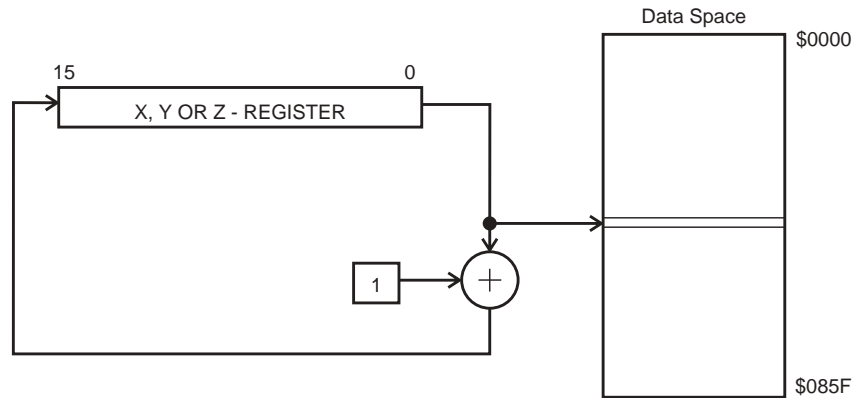 Data Space
$0000
15
0
X, Y OR Z - REGISTER
1
+
$085F